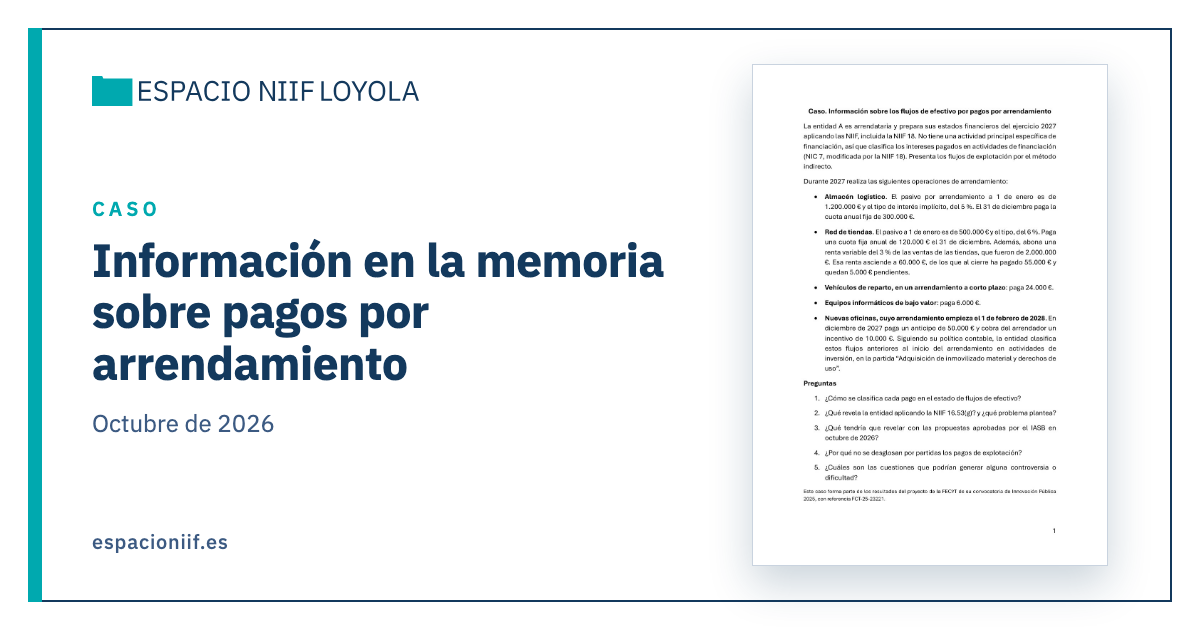 ESPACIO NIIF LOYOLA
CASO
Información en la memoria
sobre pagos por
arrendamiento
Octubre de 2026
espacioniif.es
Caso. Información sobre los flujos de efectivo por pagos por arrendamiento
La entidad A es arrendataria y prepara sus estados financieros del ejercicio 2027
aplicando las NIIF, incluida la NIIF 18. No tiene una actividad principal específica de
financiación, así que clasifica los intereses pagados en actividades de financiación
(NIC 7, modificada por la NIIF 18). Presenta los flujos de explotación por el método
indirecto.
Durante 2027 realiza las siguientes operaciones de arrendamiento:
• Almacén logístico. El pasivo por arrendamiento a 1 de enero es de
1.200.000 € y el tipo de interés implícito, del 5 %. El 31 de diciembre paga la
cuota anual fija de 300.000 €.
• Red de tiendas. El pasivo a 1 de enero es de 500.000 € y el tipo, del 6 %. Paga
una cuota fija anual de 120.000 € el 31 de diciembre. Además, abona una
renta variable del 3 % de las ventas de las tiendas, que fueron de 2.000.000
€. Esa renta asciende a 60.000 €, de los que al cierre ha pagado 55.000 € y
quedan 5.000 € pendientes.
• Vehículos de reparto, en un arrendamiento a corto plazo: paga 24.000 €.
• Equipos informáticos de bajo valor: paga 6.000 €.
• Nuevas oficinas, cuyo arrendamiento empieza el 1 de febrero de 2028. En
diciembre de 2027 paga un anticipo de 50.000 € y cobra del arrendador un
incentivo de 10.000 €. Siguiendo su política contable, la entidad clasifica
estos flujos anteriores al inicio del arrendamiento en actividades de
inversión, en la partida "Adquisición de inmovilizado material y derechos de
uso".
Preguntas
1. ¿Cómo se clasifica cada pago en el estado de flujos de efectivo?
2. ¿Qué revela la entidad aplicando la NIIF 16.53(g)? y ¿qué problema plantea?
3. ¿Qué tendría que revelar con las propuestas aprobadas por el IASB en
octubre de 2026?
4. ¿Por qué no se desglosan por partidas los pagos de explotación?
5. ¿Cuáles son las cuestiones que podrían generar alguna controversia o
dificultad?
Este caso forma parte de los resultados del proyecto de la FECYT de su convocatoria de Innovación Pública
2025, con referencia FCT-25-23221.
1